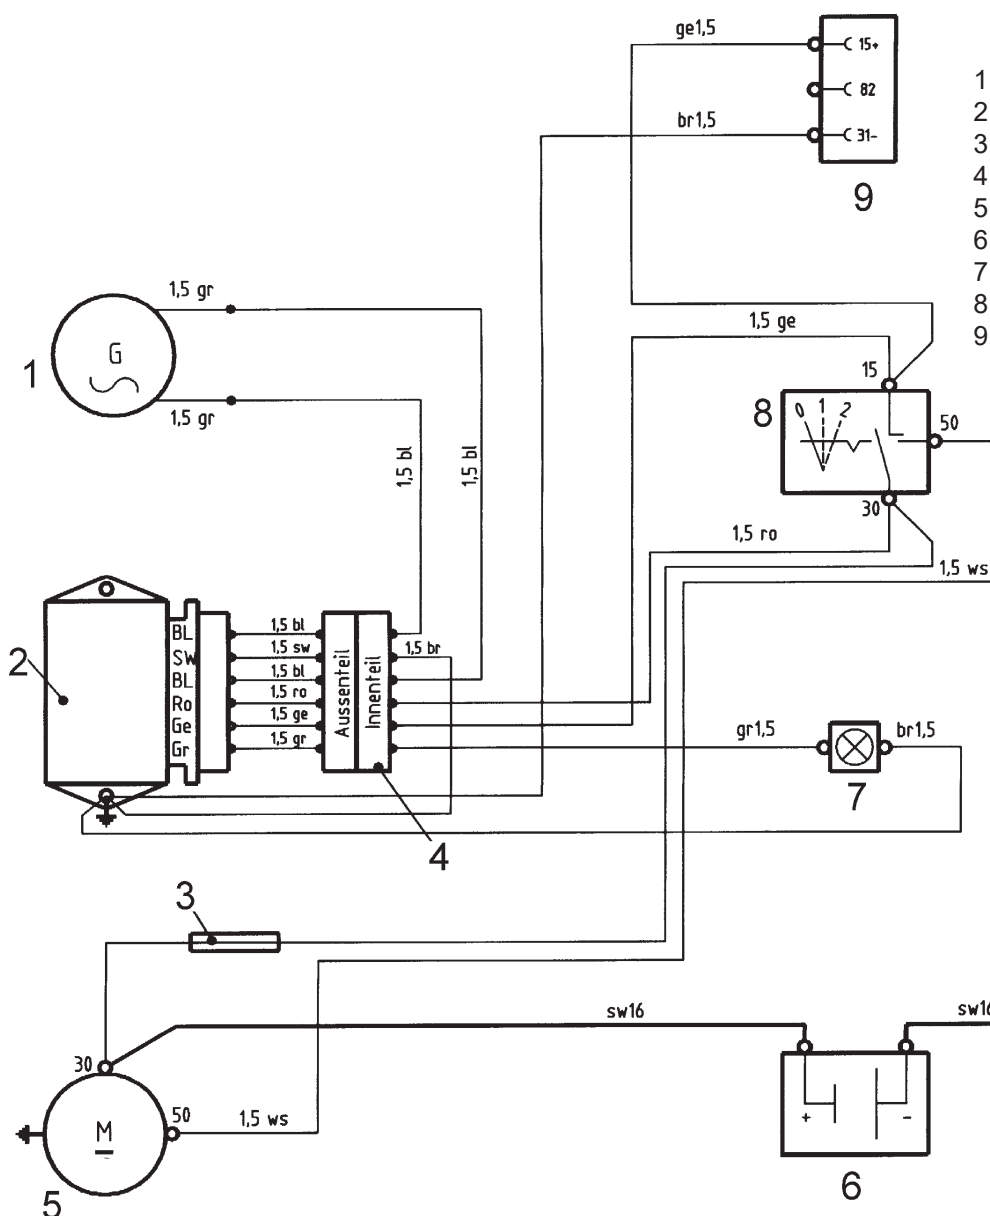 ge1,5
15+
82
br1,5
31-
9
1
2
3
4
5
6
7
8
9
1,5 gr
G
1
1,5 gr
1,5 bl
1,5 bl
1,5 ge
15
8
0
1
2
50
30
1,5 ro
1,5 ws
2
BL
SW
BL
Ro
Ge
Gr
1,5 bl
1,5 sw
1,5 bl
1,5 ro
1,5 ge
1,5 gr
Aussenteil
Innenteil
1,5 br
4
gr1,5
br1,5
7
3
sw16
sw16
30
M
50
1,5 ws
5
+
-
6